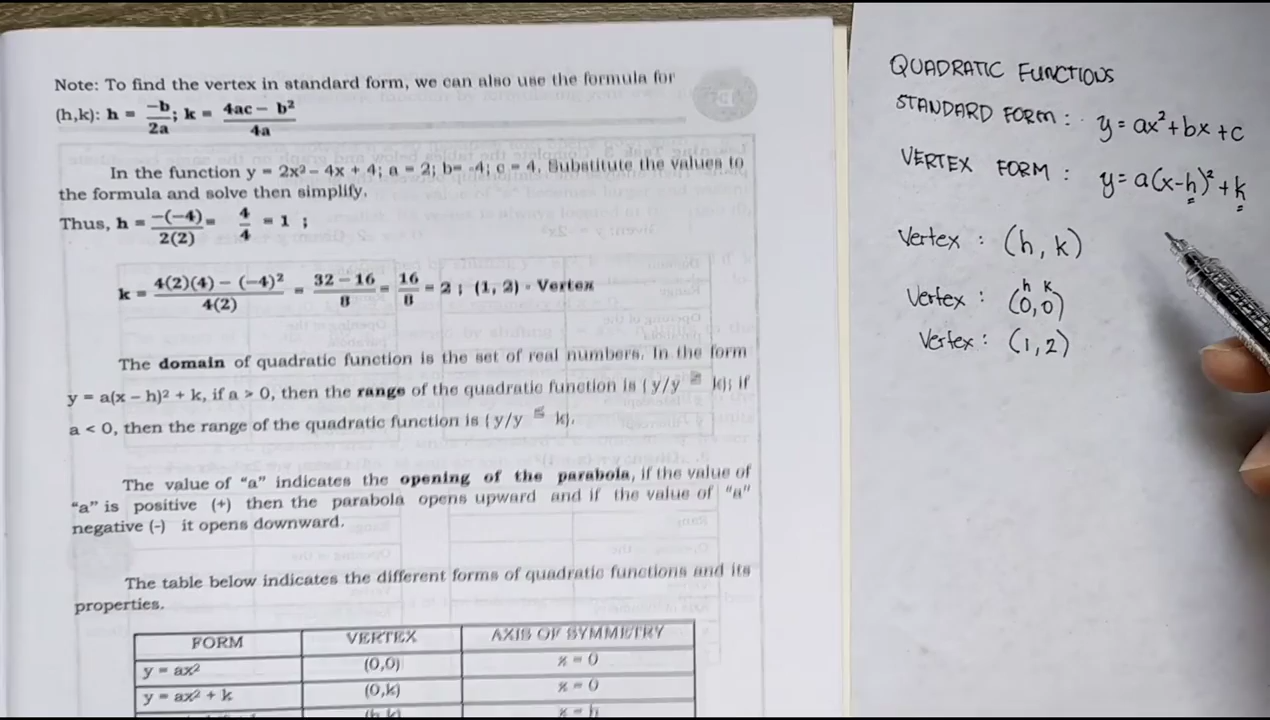 Note: To find the vertex in standard form, we can also use the formula for
(h,k): h = -b/2a; k = 4ac - b²/4a
In the function y = 2x² - 4x + 4; a = 2; b= -4; c = 4. Substitute the values to
the formula and solve then simplify.
Thus, h = -(-4)/2(2) = 4/4 = 1 ;
k = 4(2)(4) - (-4)²/4(2) = 32 - 16/8 = 16/8 = 2 ; (1, 2) - Vertex
The domain of quadratic function is the set of real numbers. In the form
y = a(x - h)² + k, if a > 0, then the range of the quadratic function is { y/y ≥ k}; if
a < 0, then the range of the quadratic function is { y/y ≤ k}.
The value of "a" indicates the opening of the parabola, if the value of
"a" is positive (+) then the parabola opens upward and if the value of "a"
negative (-) it opens downward.
The table below indicates the different forms of quadratic functions and its
properties.
FORM VERTEX AXIS OF SYMMETRY
y = ax² (0,0) x = 0
y = ax² + k (0,k) x = 0
(h,k) x = h
QUADRATIC FUNCTIONS
STANDARD FORM : y = ax² + bx + c
VERTEX FORM : y = a(x-h)² + k
Vertex : (h, k)
h k
Vertex : (0,0)
Vertex : (1,2)